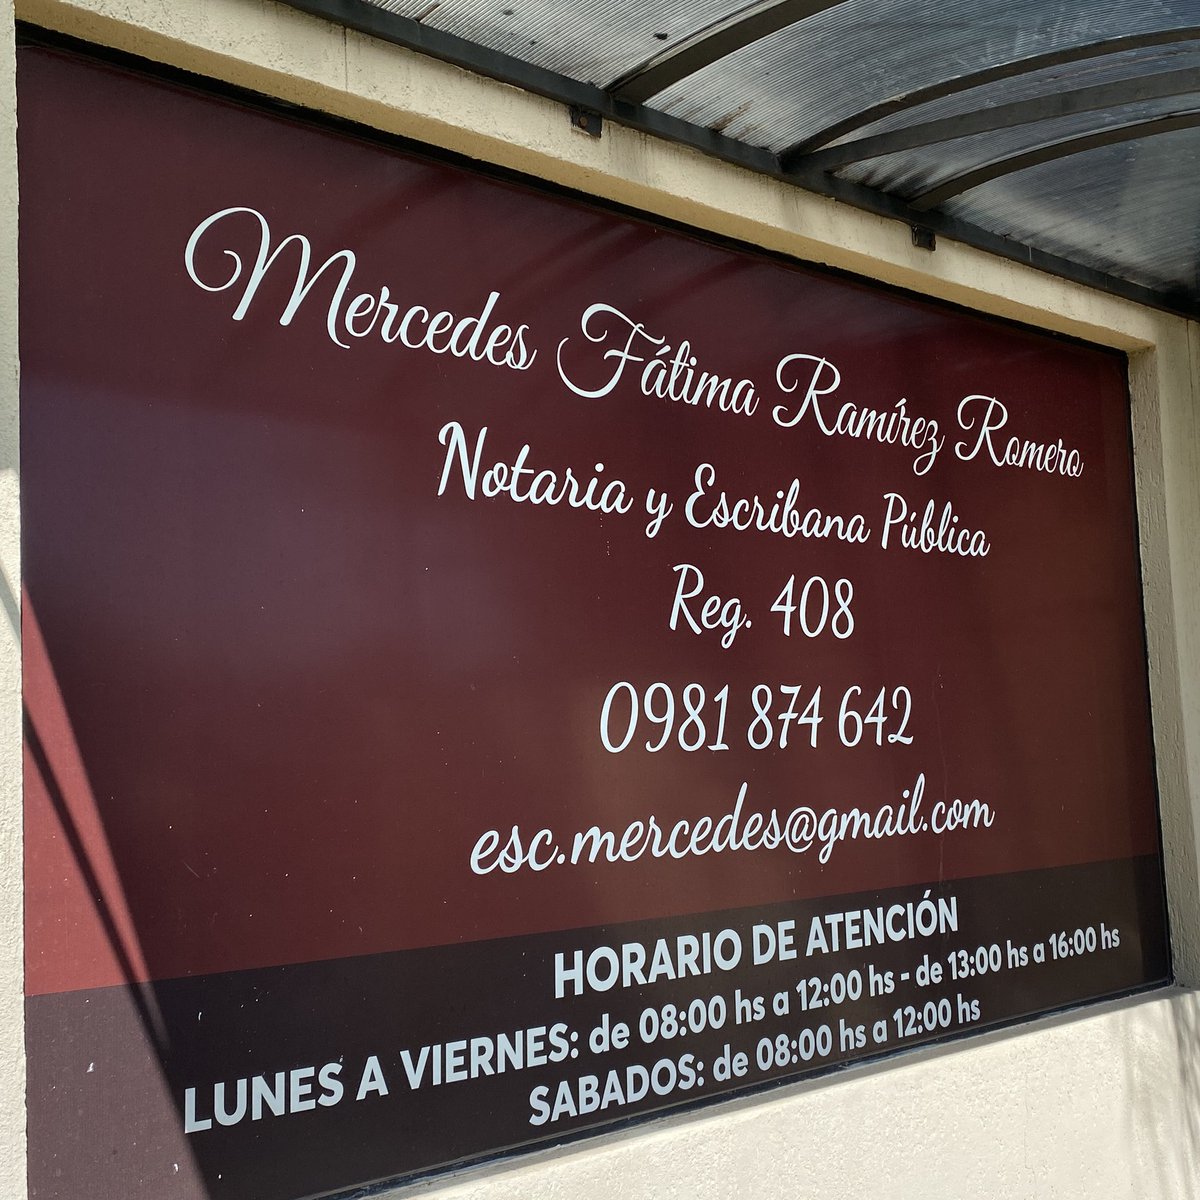 Mercedes Fátima Ramírez Romero
Notaria y Escribana Pública
Reg. 408
0981 874 642
esc.mercedes@gmail.com
HORARIO DE ATENCIÓN
LUNES A VIERNES: de 08:00 hs a 12:00 hs - de 13:00 hs a 16:00 hs
SABADOS: de 08:00 hs a 12:00 hs